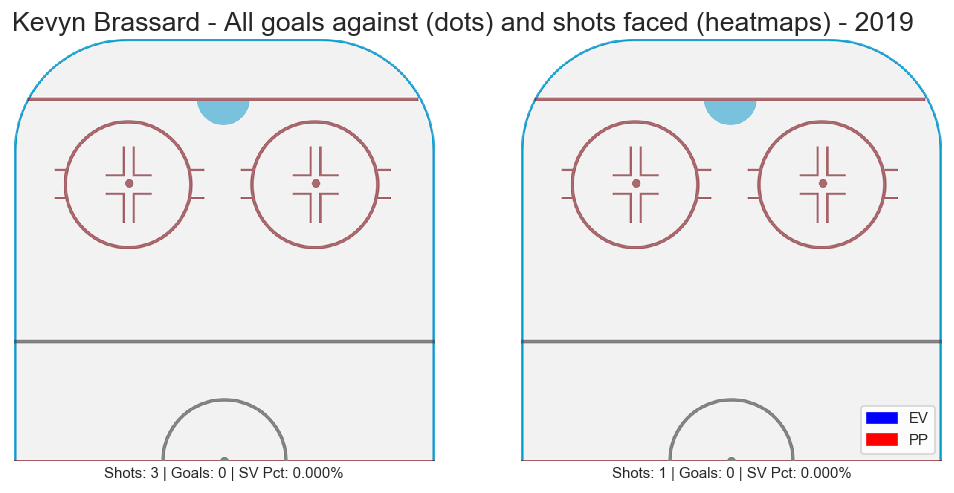 Kevyn Brassard - All goals against (dots) and shots faced (heatmaps) - 2019
EV
PP
Shots: 3 | Goals: 0 | SV Pct: 0.000%
Shots: 1 | Goals: 0 | SV Pct: 0.000%